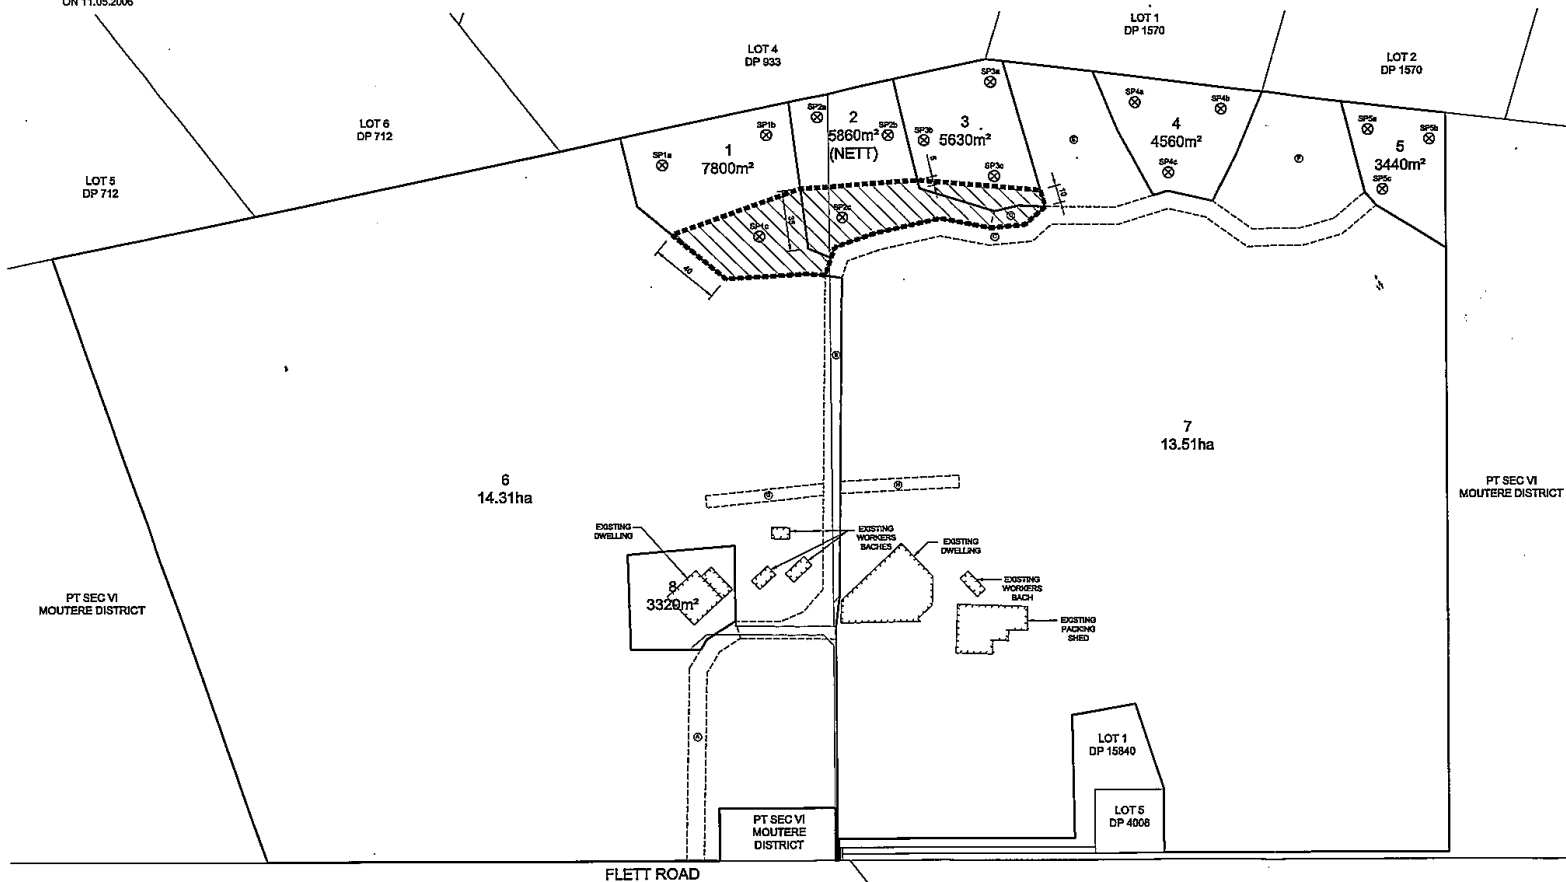 ON 11.05.2006
LOT 1
DP 1570
LOT 4
DP 933
LOT 2
DP 1570
LOT 6
DP 712
LOT 5
DP 712
SP1a
SP1b
1
7800m²
SP1c
SP2a
2
5860m²
(NETT)
SP2b
SP2c
35
40
SP3a
SP3b
3
5630m²
SP3c
5
10
SP4a
SP4b
4
4560m²
SP4c
SP5a
SP5b
5
3440m²
SP5c
E
F
C
B
6
14.31ha
7
13.51ha
PT SEC VI
MOUTERE DISTRICT
H
EXISTING
DWELLING
EXISTING
WORKERS
BACHES
EXISTING
DWELLING
EXISTING
WORKERS
BACH
EXISTING
PACKING
SHED
8
3320m²
PT SEC VI
MOUTERE DISTRICT
A
LOT 1
DP 15840
LOT 5
DP 4008
PT SEC VI
MOUTERE
DISTRICT
FLETT ROAD